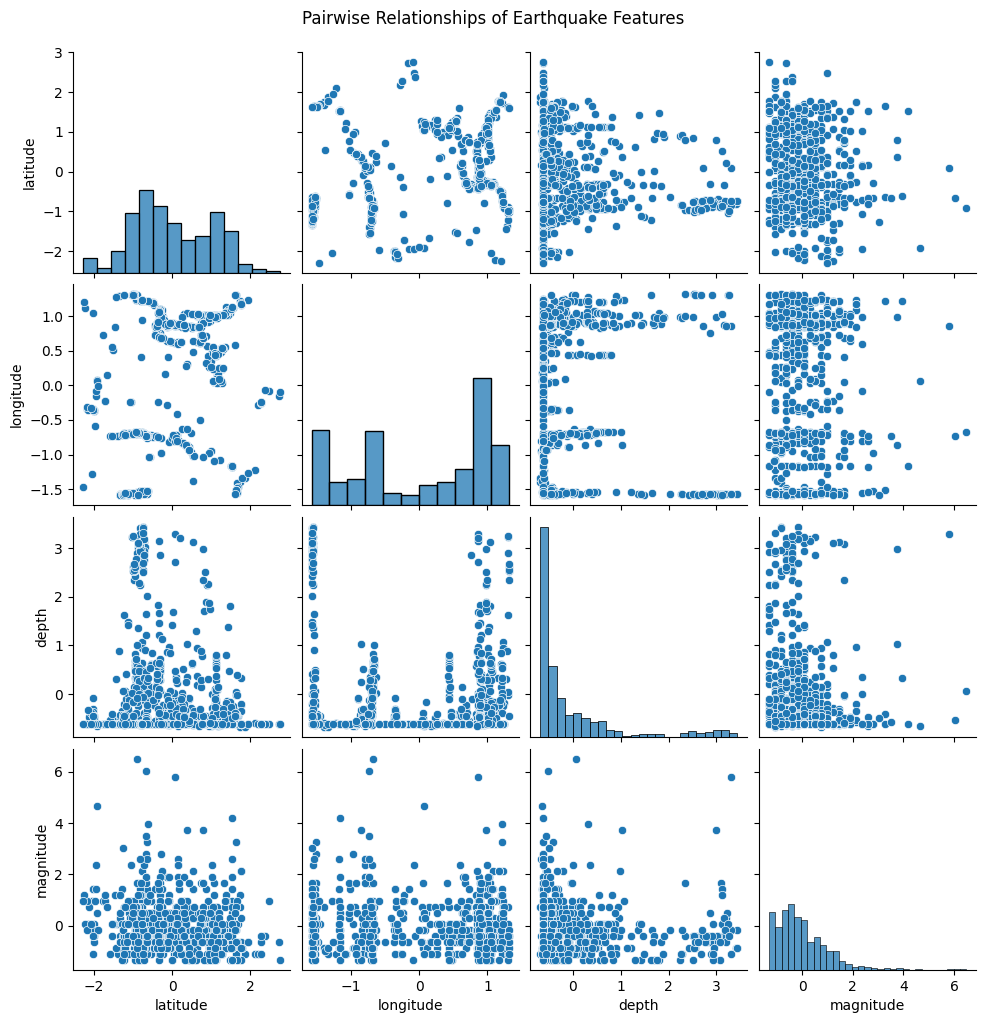 Pairwise Relationships of Earthquake Features
3
2
1
0
−1
−2
latitude
1.0
0.5
0.0
−0.5
−1.0
−1.5
longitude
3
2
1
0
depth
6
4
2
0
magnitude
−2 0 2
latitude
−1 0 1
longitude
0 1 2 3
depth
0 2 4 6
magnitude